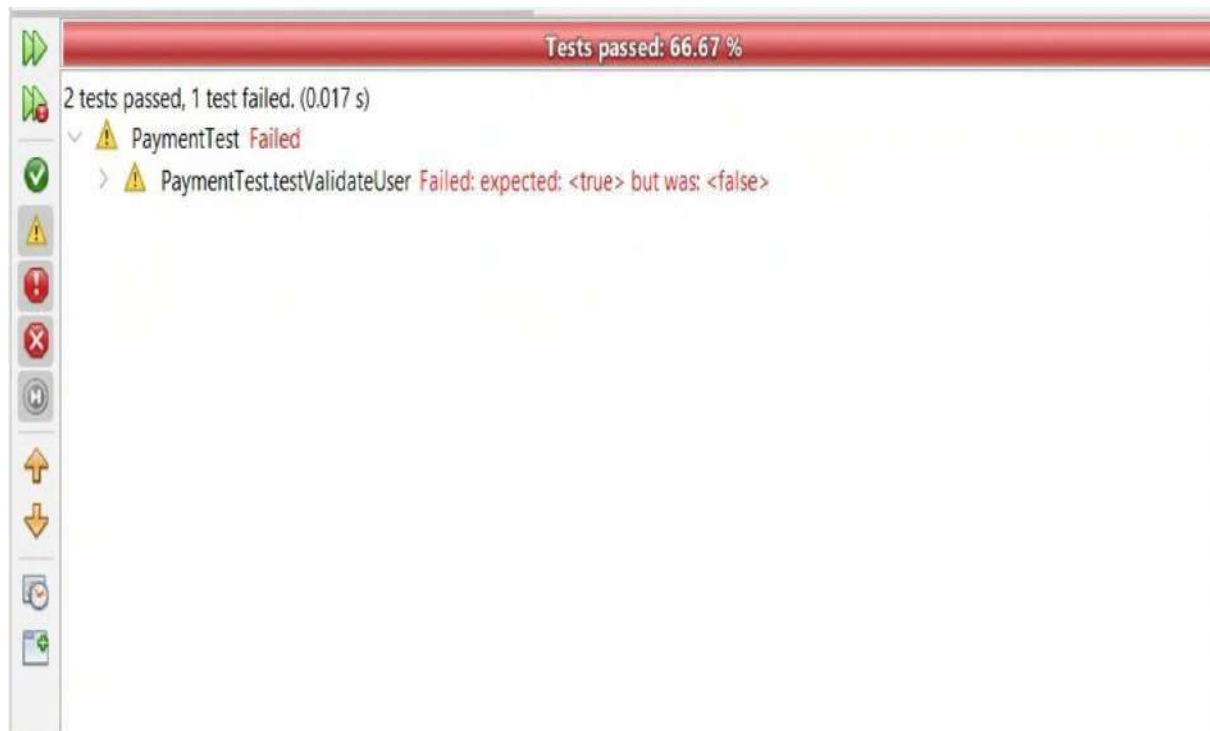 Tests passed: 66.67 %
2 tests passed, 1 test failed. (0.017 s)
PaymentTest Failed
PaymentTest.testValidateUser Failed: expected: <true> but was: <false>